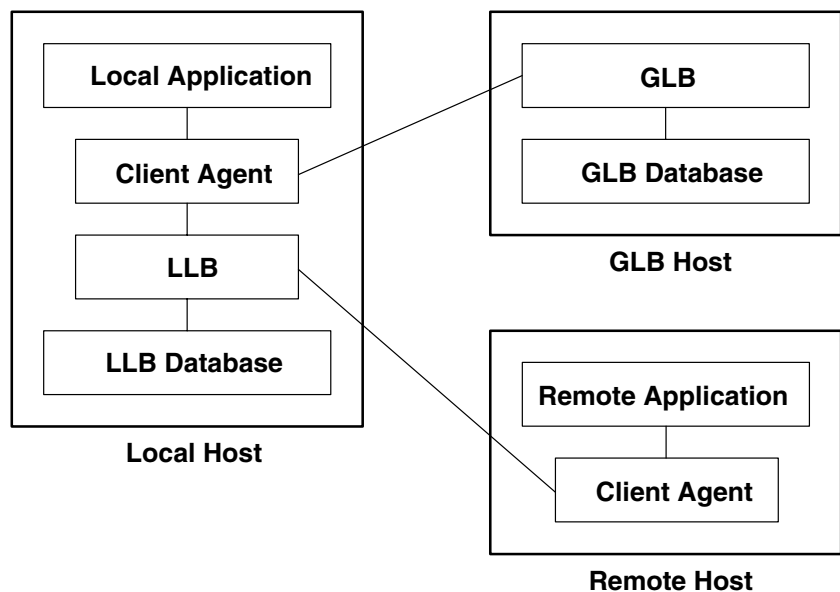 Local Application
Client Agent
LLB
LLB Database
Local Host
GLB
GLB Database
GLB Host
Remote Application
Client Agent
Remote Host